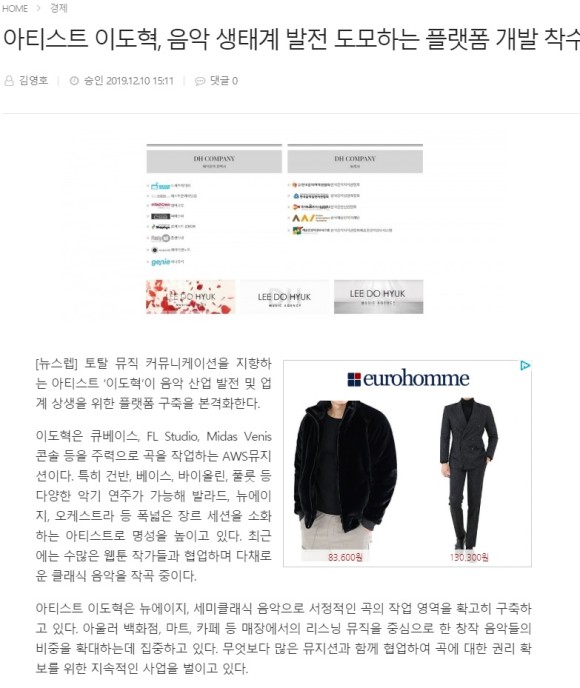 HOME > 경제
아티스트 이도혁, 음악 생태계 발전 도모하는 플랫폼 개발 착수
김영호 승인 2019.12.10 15:11 댓글 0
DH COMPANY DH COMPANY
genie
LEE DO HYUK LEE DO HYUK LEE DO HYUK
[뉴스렙] 토탈 뮤직 커뮤니케이션을 지향하
는 아티스트 '이도혁'이 음악 산업 발전 및 업
계 상생을 위한 플랫폼 구축을 본격화한다.
eurohomme
83,600원 130,300원
이도혁은 큐베이스, FL Studio, Midas Venis
콘솔 등을 주력으로 곡을 작업하는 AWS뮤지
션이다. 특히 건반, 베이스, 바이올린, 풀룻 등
다양한 악기 연주가 가능해 발라드, 뉴에이
지, 오케스트라 등 폭넓은 장르 세션을 소화
하는 아티스트로 명성을 높이고 있다. 최근
에는 수많은 웹툰 작가들과 협업하며 다채로
운 클래식 음악을 작곡 중이다.
아티스트 이도혁은 뉴에이지, 세미클래식 음악으로 서정적인 곡의 작업 영역을 확고히 구축하
고 있다. 아울러 백화점, 마트, 카페 등 매장에서의 리스닝 뮤직을 중심으로 한 창작 음악들의
비중을 확대하는데 집중하고 있다. 무엇보다 많은 뮤지션과 함께 협업하여 곡에 대한 권리 확
보를 위한 지속적인 사업을 벌이고 있다.